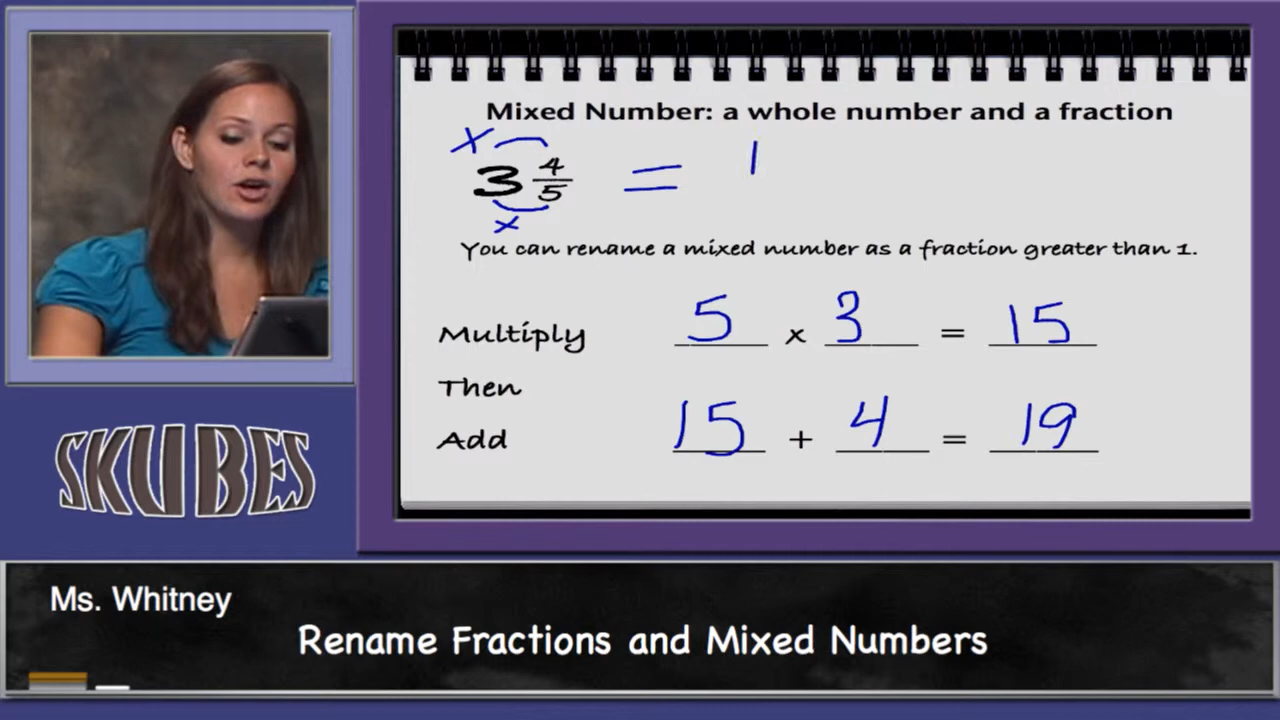 Mixed Number: a whole number and a fraction
x
3 4/5 = 1
x
You can rename a mixed number as a fraction greater than 1.
Multiply 5 x 3 = 15
Then
Add 15 + 4 = 19
SKUBES
Ms. Whitney
Rename Fractions and Mixed Numbers